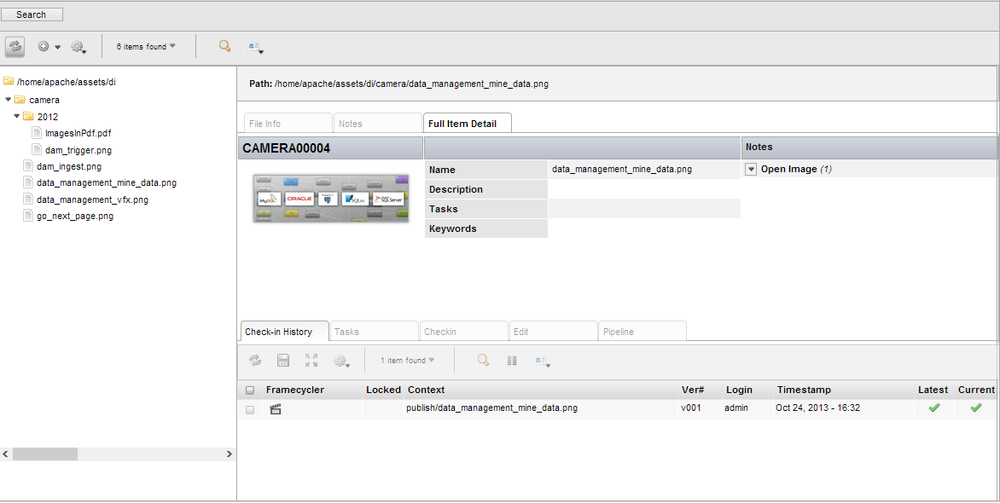 Search
6 items found
/home/apache/assets/di
camera
2012
ImagesInPdf.pdf
dam_trigger.png
dam_ingest.png
data_management_mine_data.png
data_management_vfx.png
go_next_page.png
Path: /home/apache/assets/di/camera/data_management_mine_data.png
File Info Notes Full Item Detail
CAMERA00004 Notes
MySQL ORACLE SQL Server
Name data_management_mine_data.png
Open Image (1)
Description
Tasks
Keywords
Check-in History Tasks Checkin Edit Pipeline
1 item found
Framecycler Locked Context Ver# Login Timestamp Latest Current
publish/data_management_mine_data.png v001 admin Oct 24, 2013 - 16:32